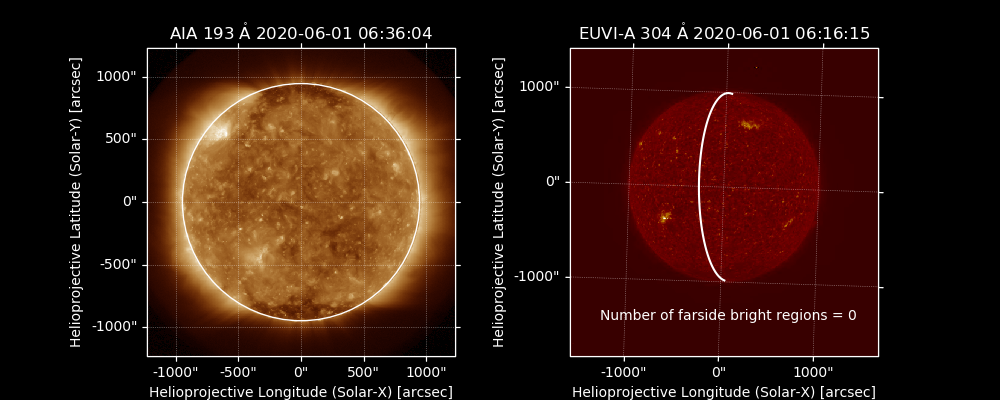 AIA 193 Å 2020-06-01 06:36:04
EUVI-A 304 Å 2020-06-01 06:16:15
Helioprojective Latitude (Solar-Y) [arcsec]
1000"
500"
0"
-500"
-1000"
-1000"
-500"
0"
500"
1000"
Helioprojective Longitude (Solar-X) [arcsec]
Helioprojective Latitude (Solar-Y) [arcsec]
1000"
0"
-1000"
Number of farside bright regions = 0
-1000"
0"
1000"
Helioprojective Longitude (Solar-X) [arcsec]